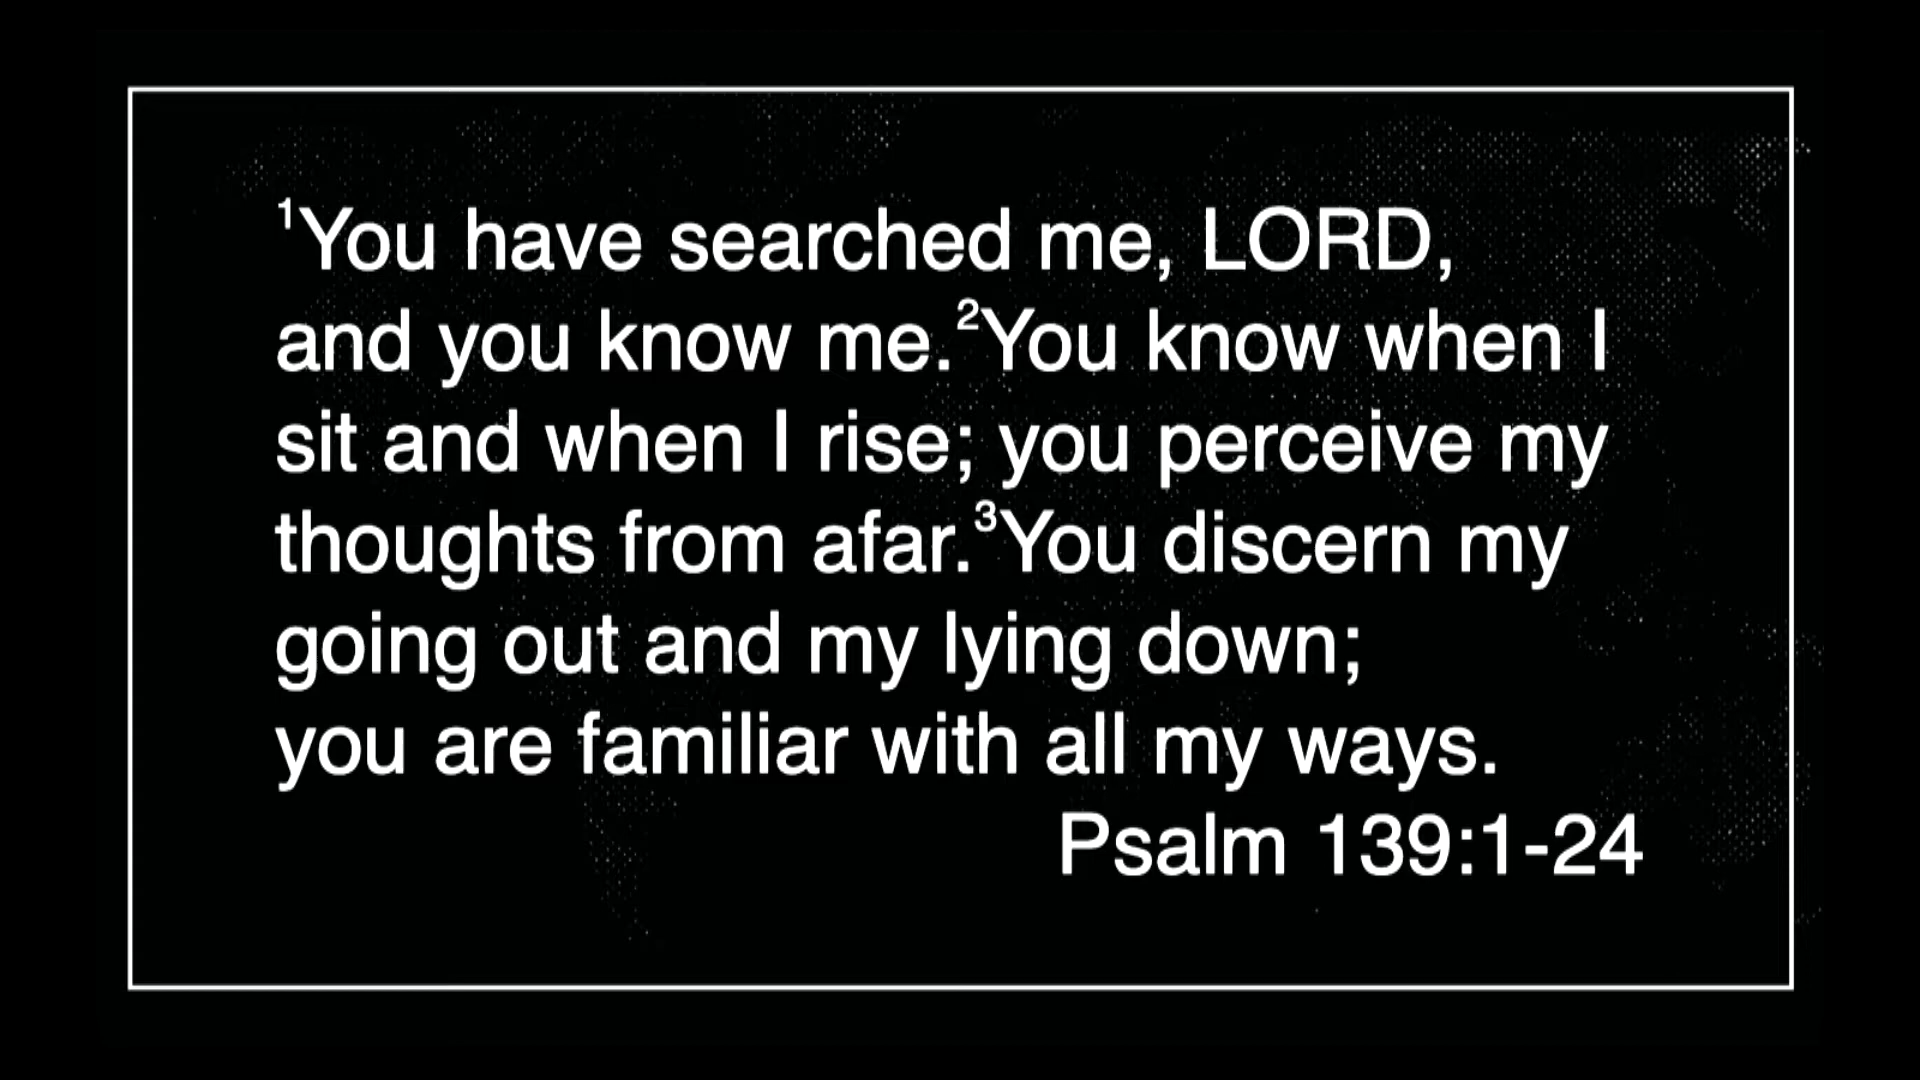 ¹You have searched me, LORD,
and you know me.²You know when I
sit and when I rise; you perceive my
thoughts from afar.³You discern my
going out and my lying down;
you are familiar with all my ways.
Psalm 139:1-24